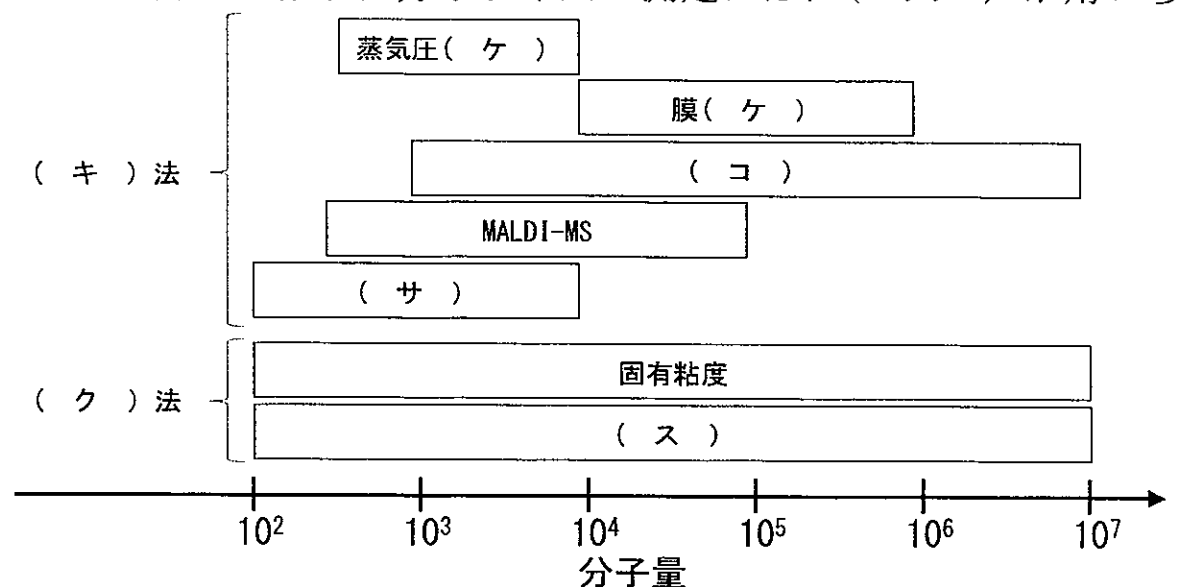 蒸気圧( ケ )
膜( ケ )
( キ )法
( コ )
MALDI-MS
( サ )
固有粘度
( ク )法
( ス )
10²
10³
10⁴
10⁵
10⁶
10⁷
分子量